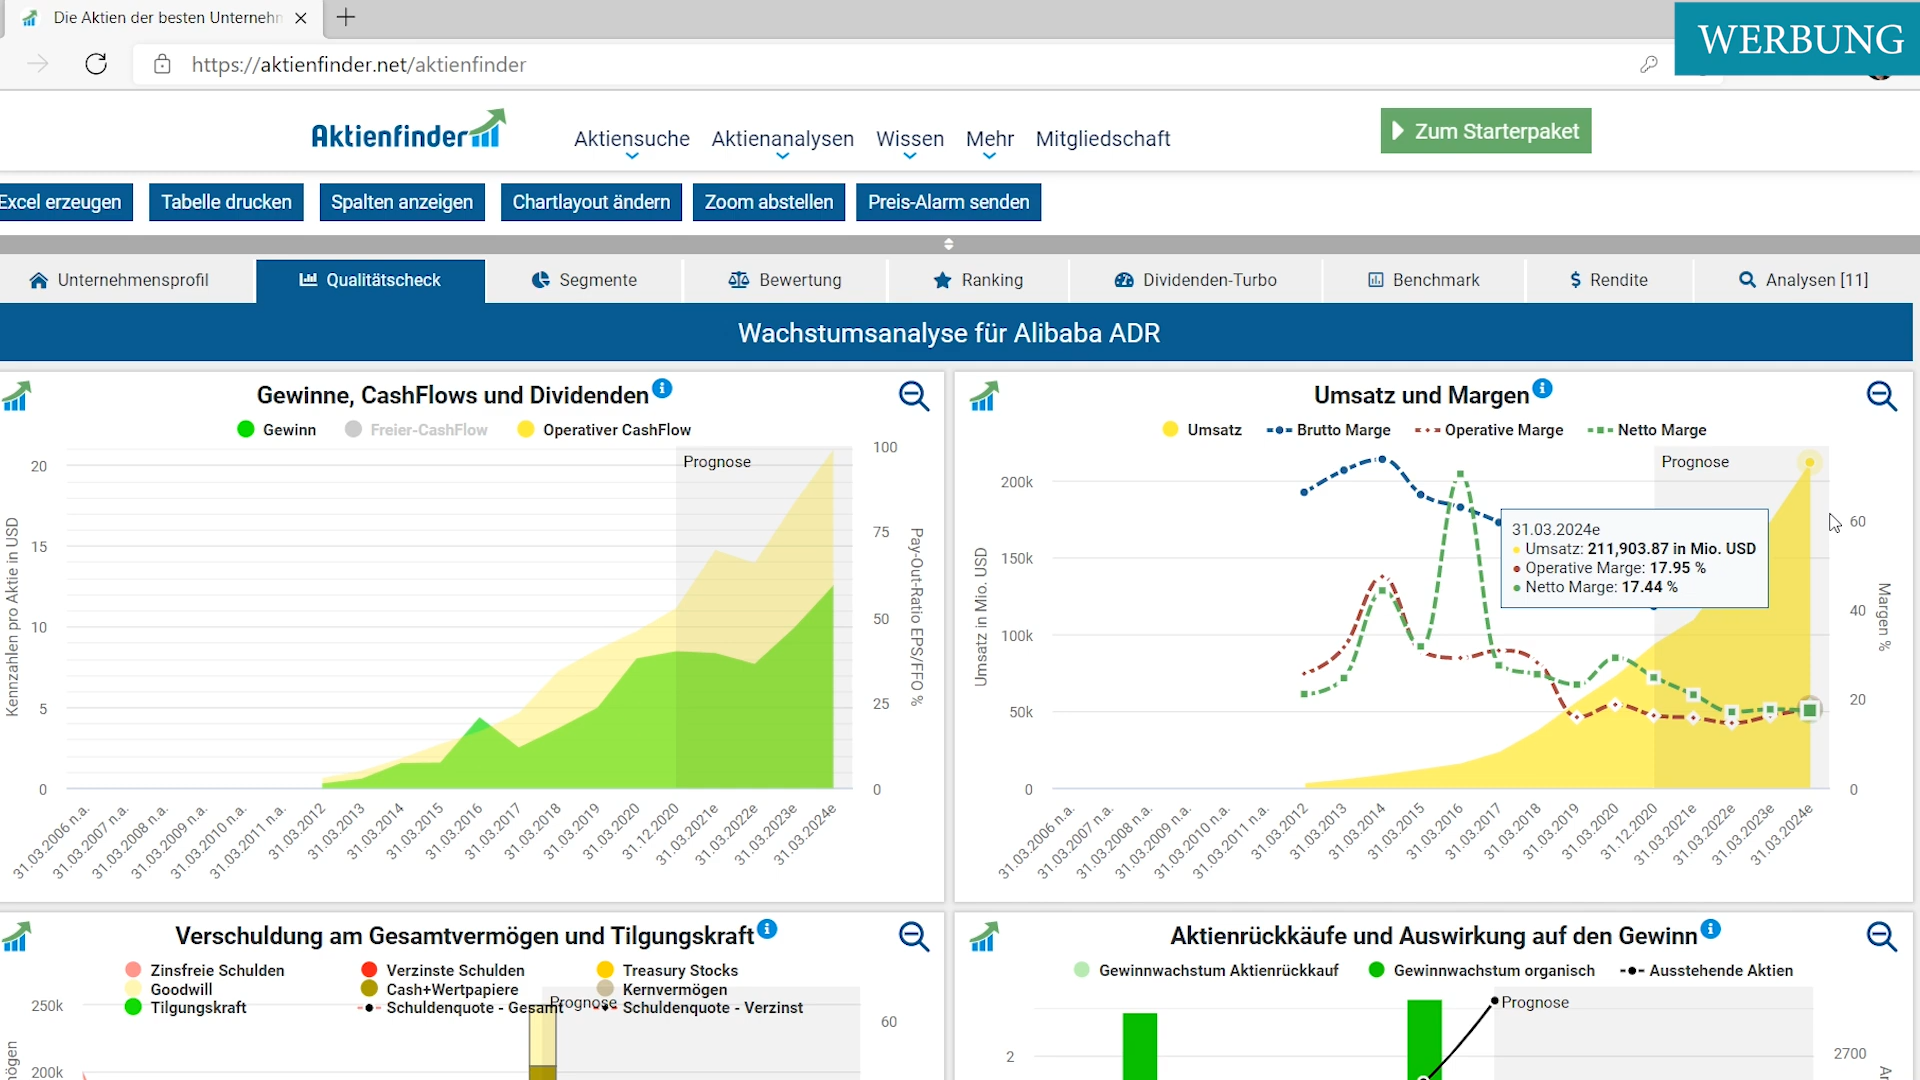 Die Aktien der besten Unternehm
WERBUNG
https://aktienfinder.net/aktienfinder
Aktienfinder
Aktiensuche
Aktienanalysen
Wissen
Mehr
Mitgliedschaft
Zum Starterpaket
Excel erzeugen
Tabelle drucken
Spalten anzeigen
Chartlayout ändern
Zoom abstellen
Preis-Alarm senden
Unternehmensprofil
Qualitätscheck
Segmente
Bewertung
Ranking
Dividenden-Turbo
Benchmark
Rendite
Analysen [11]
Wachstumsanalyse für Alibaba ADR
Gewinne, CashFlows und Dividenden
Gewinn Freier-CashFlow Operativer CashFlow
Prognose
Kennzahlen pro Aktie in USD
20
15
10
5
0
100
75
50
25
0
Pay-Out-Ratio EPS/FFO %
31.03.2006 n.a.
31.03.2007 n.a.
31.03.2008 n.a.
31.03.2009 n.a.
31.03.2010 n.a.
31.03.2011 n.a.
31.03.2012
31.03.2013
31.03.2014
31.03.2015
31.03.2016
31.03.2017
31.03.2018
31.03.2019
31.03.2020
31.12.2020
31.03.2021e
31.03.2022e
31.03.2023e
31.03.2024e
Umsatz und Margen
Umsatz Brutto Marge Operative Marge Netto Marge
Prognose
Umsatz in Mio. USD
200k
150k
100k
50k
0
60
40
20
0
Margen %
31.03.2024e
Umsatz: 211,903.87 in Mio. USD
Operative Marge: 17.95 %
Netto Marge: 17.44 %
31.03.2006 n.a.
31.03.2007 n.a.
31.03.2008 n.a.
31.03.2009 n.a.
31.03.2010 n.a.
31.03.2011 n.a.
31.03.2012
31.03.2013
31.03.2014
31.03.2015
31.03.2016
31.03.2017
31.03.2018
31.03.2019
31.03.2020
31.12.2020
31.03.2021e
31.03.2022e
31.03.2023e
31.03.2024e
Verschuldung am Gesamtvermögen und Tilgungskraft
Zinsfreie Schulden Verzinste Schulden Treasury Stocks
Goodwill Cash+Wertpapiere Kernvermögen
Tilgungskraft Schuldenquote - Gesamt Schuldenquote - Verzinst
Prognose
250k
200k
60
Aktienrückkäufe und Auswirkung auf den Gewinn
Gewinnwachstum Aktienrückkauf Gewinnwachstum organisch Ausstehende Aktien
Prognose
2
2700